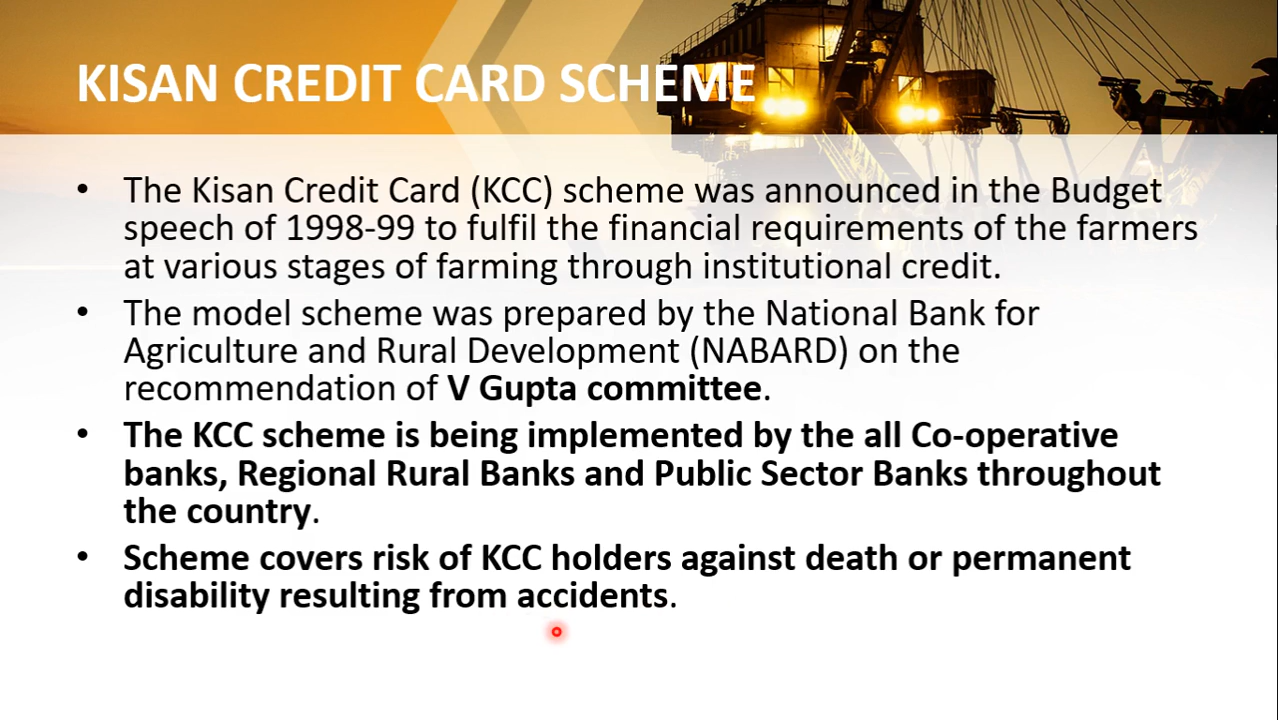 KISAN CREDIT CARD SCHEME
• The Kisan Credit Card (KCC) scheme was announced in the Budget
speech of 1998-99 to fulfil the financial requirements of the farmers
at various stages of farming through institutional credit.
• The model scheme was prepared by the National Bank for
Agriculture and Rural Development (NABARD) on the
recommendation of V Gupta committee.
• The KCC scheme is being implemented by the all Co-operative
banks, Regional Rural Banks and Public Sector Banks throughout
the country.
• Scheme covers risk of KCC holders against death or permanent
disability resulting from accidents.